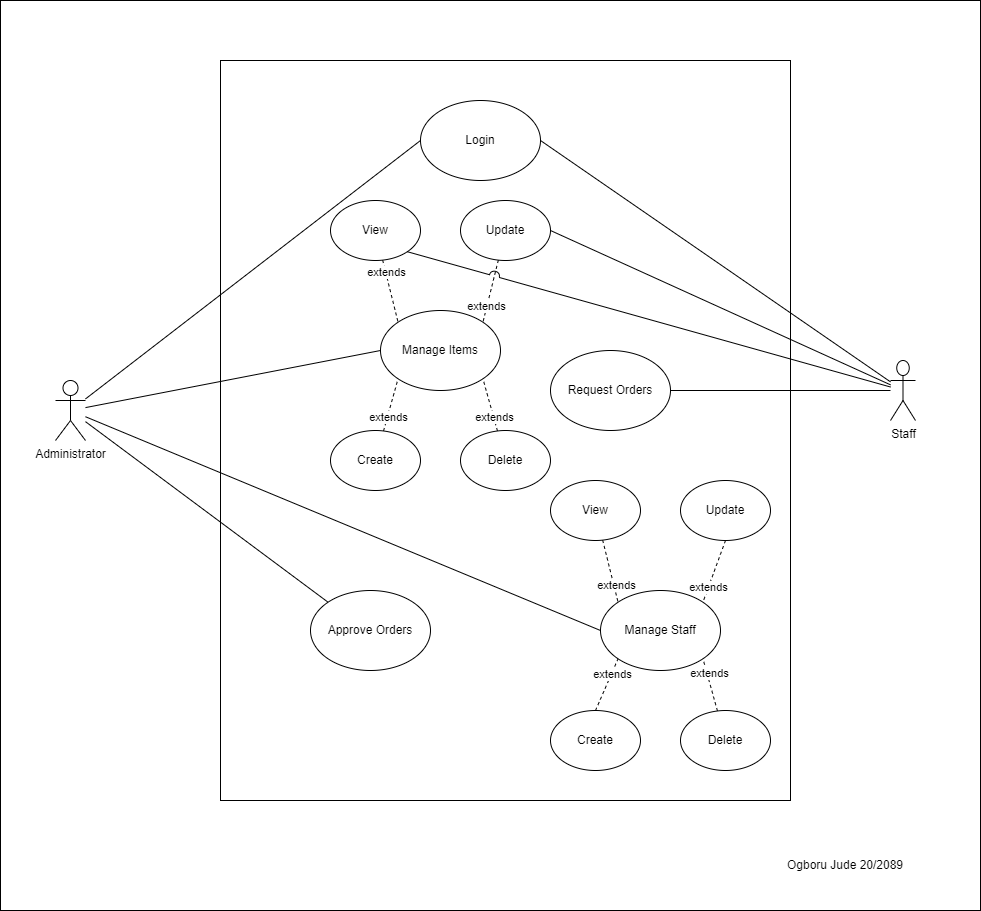 Login
View
Update
extends
extends
Manage Items
Request Orders
Administrator
Staff
extends
extends
Create
Delete
View
Update
extends
extends
Approve Orders
Manage Staff
extends
extends
Create
Delete
Ogboru Jude 20/2089